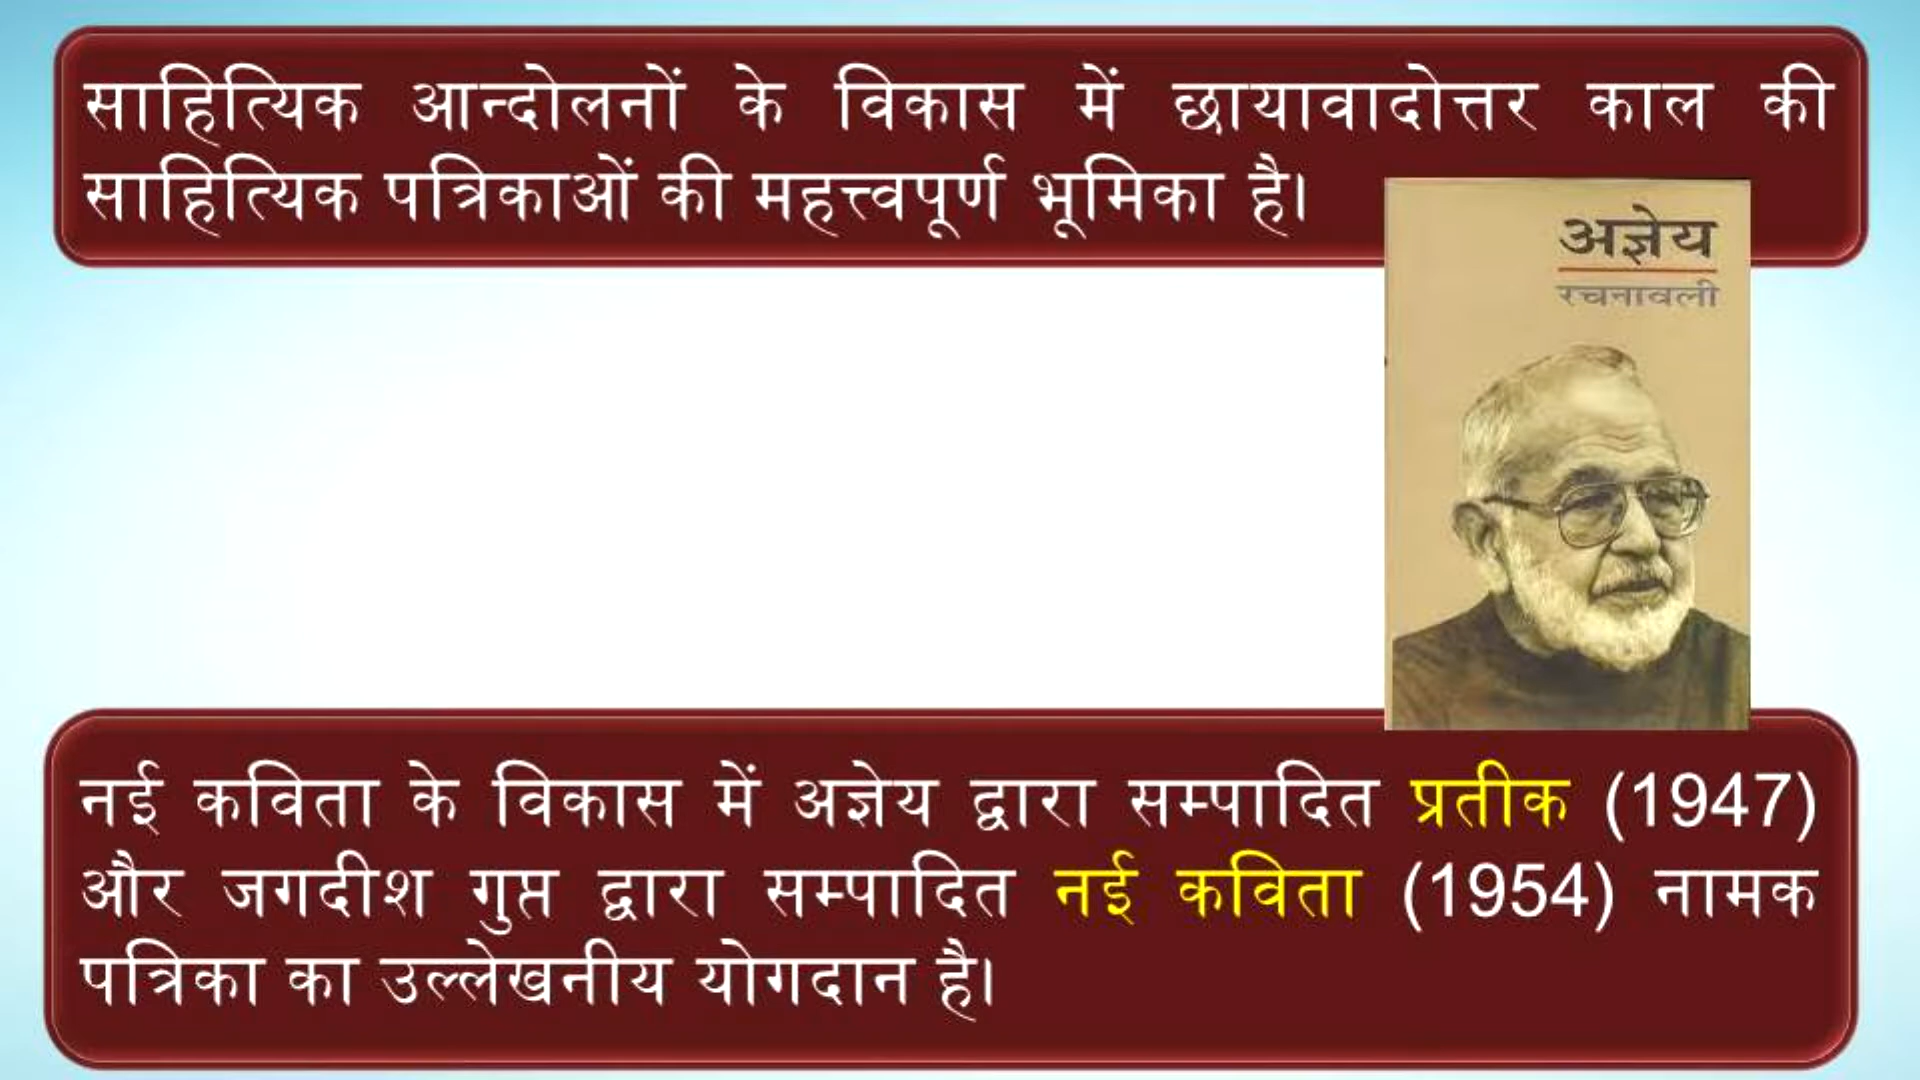 साहित्यिक आन्दोलनों के विकास में छायावादोत्तर काल की
साहित्यिक पत्रिकाओं की महत्त्वपूर्ण भूमिका है।
अज्ञेय
रचनावली
नई कविता के विकास में अज्ञेय द्वारा सम्पादित प्रतीक (1947)
और जगदीश गुप्त द्वारा सम्पादित नई कविता (1954) नामक
पत्रिका का उल्लेखनीय योगदान है।